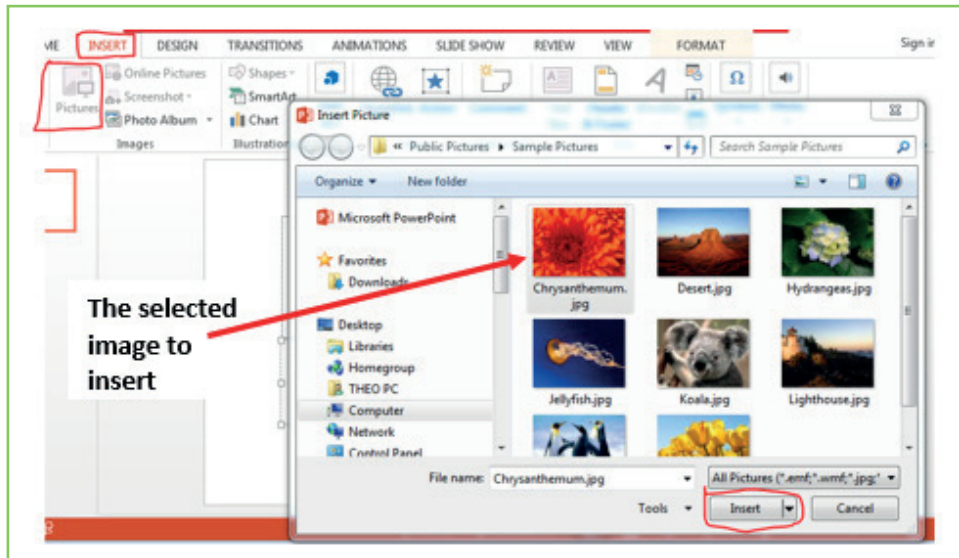 ME INSERT DESIGN TRANSITIONS ANIMATIONS SLIDE SHOW REVIEW VIEW FORMAT Sign in
Pictures
Online Pictures
Screenshot
Photo Album
Images
Shapes
SmartArt
Chart
Illustration
Insert Picture
« Public Pictures Sample Pictures
Search Sample Pictures
Organize New folder
Microsoft PowerPoint
Favorites
Downloads
Desktop
Libraries
Homegroup
THEO PC
Computer
Network
Control Panel
Chrysanthemum.
jpg
Desert.jpg
Hydrangeas.jpg
Jellyfish.jpg
Koala.jpg
Lighthouse.jpg
The selected
image to
insert
File name: Chrysanthemum.jpg
All Pictures (*.emf;*.wmf;*.jpg;*
Tools Insert Cancel